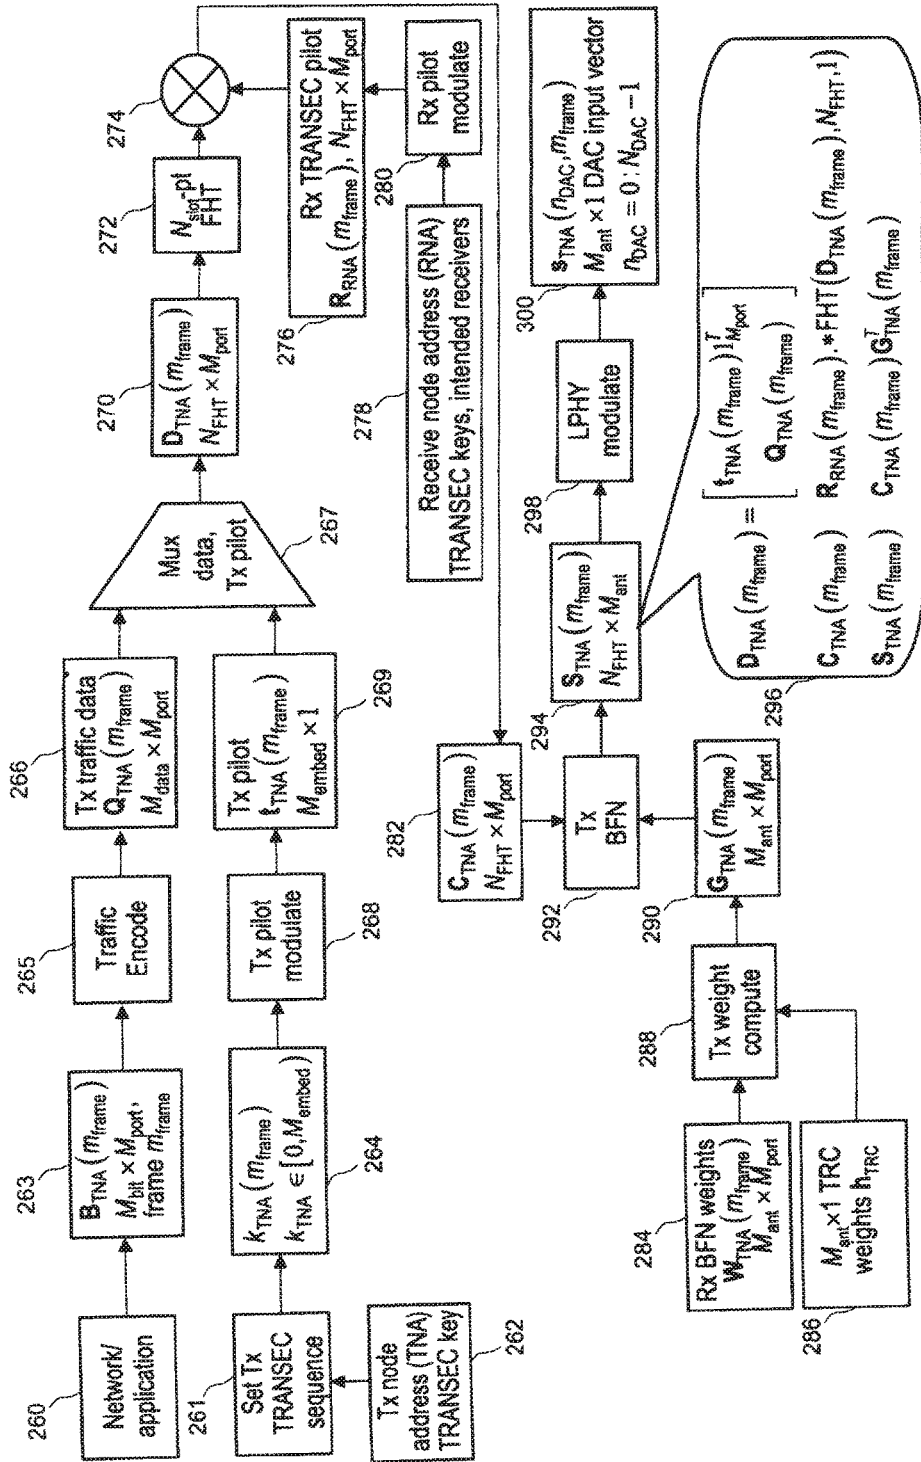 260
Network/
application
263
B_TNA(m_frame)
M_bit × M_port,
frame m_frame
265
Traffic
Encode
266
Tx traffic data
Q_TNA(m_frame)
M_data × M_port
261
Set Tx
TRANSEC
sequence
Tx node
address (TNA)
TRANSEC key
262
k_TNA(m_frame)
k_TNA ∈ [0, M_embed)
264
Tx pilot
modulate
268
Tx pilot
t_TNA(m_frame)
M_embed × 1
269
Mux
data,
Tx pilot
267
270
D_TNA(m_frame)
N_FHT × M_port
272
N_slot-pt
FHT
274
Rx TRANSEC pilot
R_RNA(m_frame), N_FHT × M_port
276
278
Receive node address (RNA)
TRANSEC keys, intended receivers
Rx pilot
modulate
280
282
C_TNA(m_frame)
N_FHT × M_port
284
Rx BFN weights
W_TNA(m_frame)
M_ant × M_port
M_ant × 1 TRC
weights h_TRC
286
288
Tx weight
compute
290
G_TNA(m_frame)
M_ant × M_port
Tx
BFN
292
294
S_TNA(m_frame)
N_FHT × M_ant
298
LPHY
modulate
300
s_TNA(n_DAC, m_frame)
M_ant × 1 DAC input vector
n_DAC = 0 : N_DAC − 1
296
D_TNA(m_frame) = [ t_TNA(m_frame) 1^T_M_port
Q_TNA(m_frame) ]
C_TNA(m_frame) R_RNA(m_frame).*FHT(D_TNA(m_frame), N_FHT, 1)
S_TNA(m_frame) C_TNA(m_frame) G^T_TNA(m_frame)